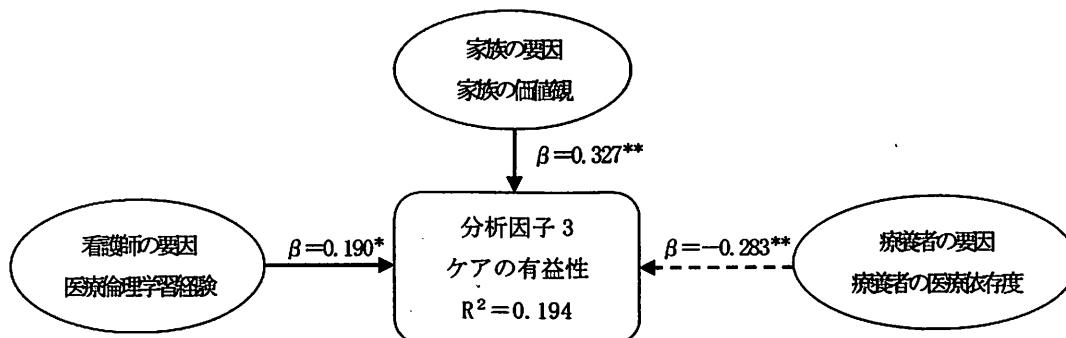 家族の要因
家族の価値観
β=0.327**
看護師の要因
医療倫理学習経験
β=0.190*
分析因子3
ケアの有益性
R²=0.194
β=-0.283**
療養者の要因
療養者の医療依存度